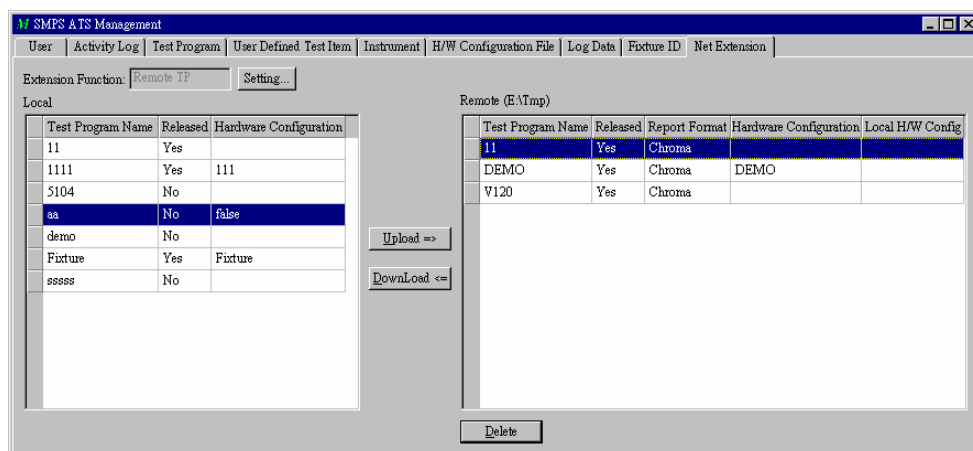 M SMPS ATS Management
User Activity Log Test Program User Defined Test Item Instrument H/W Configuration File Log Data Fixture ID Net Extension
Extension Function: Remote TP Setting...
Local
Test Program Name Released Hardware Configuration
11 Yes
1111 Yes 111
5104 No
aa No false
demo No
Fixture Yes Fixture
sssss No
Upload =>
DownLoad <=
Remote (E:\Tmp)
Test Program Name Released Report Format Hardware Configuration Local H/W Config
11 Yes Chroma
DEMO Yes Chroma DEMO
V120 Yes Chroma
Delete